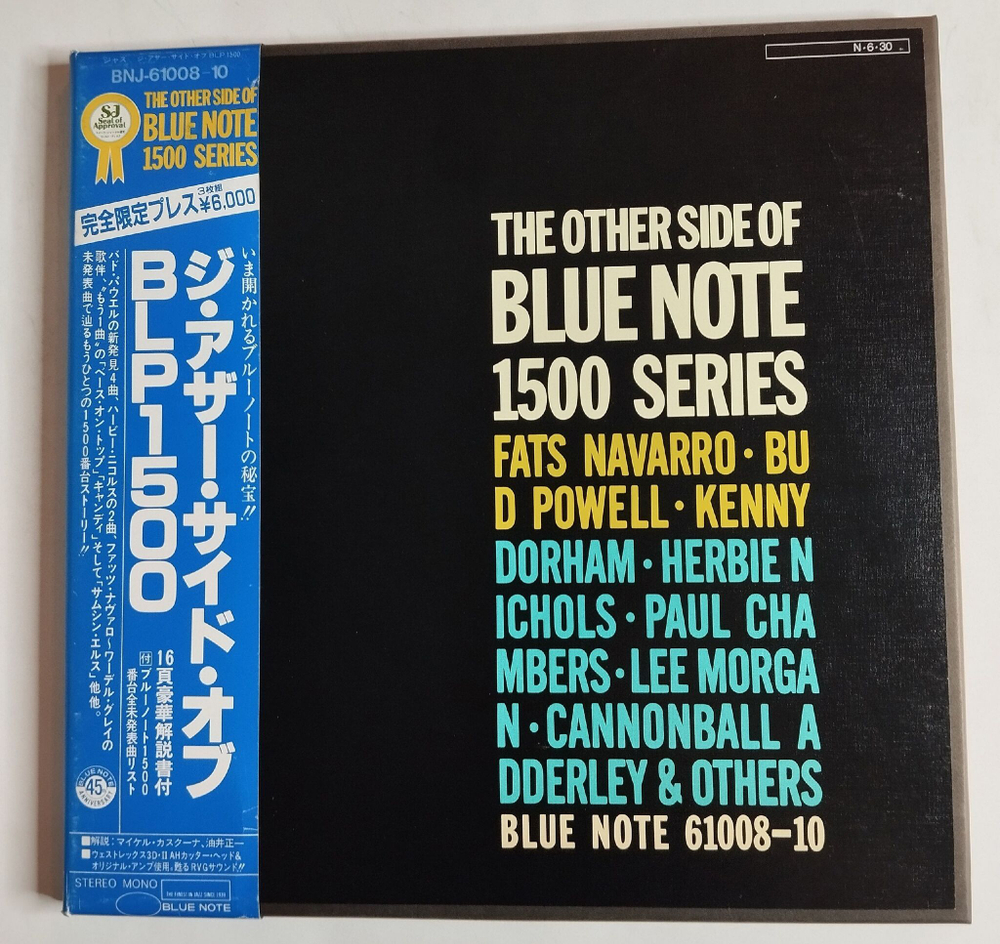 BNJ-61008-10
SJ
Seal of
Approval
THE OTHER SIDE OF
BLUE NOTE
1500 SERIES
完全限定プレス3枚組¥6,000
いま開かれるブルーノートの秘宝!!
ジ・アザー・サイド・オブ
BLP1500
バド・パウエルの新発見4曲、ハービー・ニコルスの2曲、ファッツ・ナヴァロ〜ワーデル・グレイの
歌伴、“もう1曲”の「ベース・オン・トップ」「キャンディ」そして「サムシン・エルス」他他。
未発表曲で辿るもうひとつの1500番台ストーリー!!
16頁豪華解説書付
付ブルーノート1500
番台全未発表曲リスト
BLUE NOTE
45th
ANNIVERSARY
■解説:マイケル・カスクーナ、油井正一
■ウェストレックス3D・II AHカッター・ヘッド&
オリジナル・アンプ使用、甦るRVGサウンド!!
STEREO MONO
THE FINEST IN JAZZ SINCE 1939
BLUE NOTE
N・6・30
THE OTHER SIDE OF
BLUE NOTE
1500 SERIES
FATS NAVARRO・BU
D POWELL・KENNY
DORHAM・HERBIE N
ICHOLS・PAUL CHA
MBERS・LEE MORGA
N・CANNONBALL A
DDERLEY & OTHERS
BLUE NOTE 61008-10